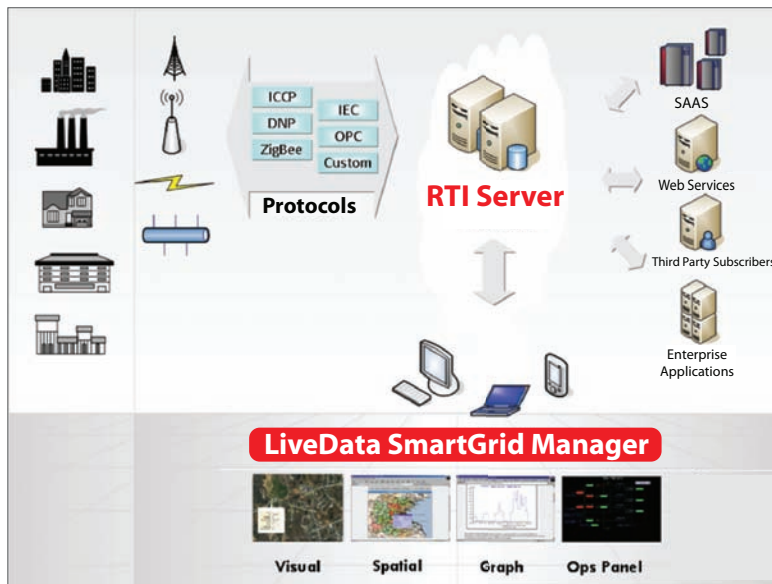 ICCP
IEC
DNP
OPC
ZigBee
Custom
Protocols
RTI Server
SAAS
Web Services
Third Party Subscribers
Enterprise
Applications
LiveData SmartGrid Manager
Visual
Spatial
Graph
Ops Panel